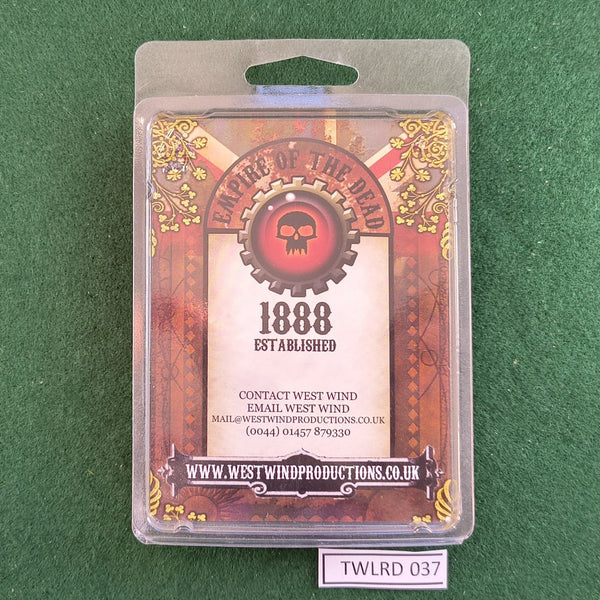 EMPIRE OF THE DEAD
1888
ESTABLISHED
CONTACT WEST WIND
EMAIL WEST WIND
MAIL@WESTWINDPRODUCTIONS.CO.UK
(0044) 01457 879330
WWW.WESTWINDPRODUCTIONS.CO.UK
TWLRD 037